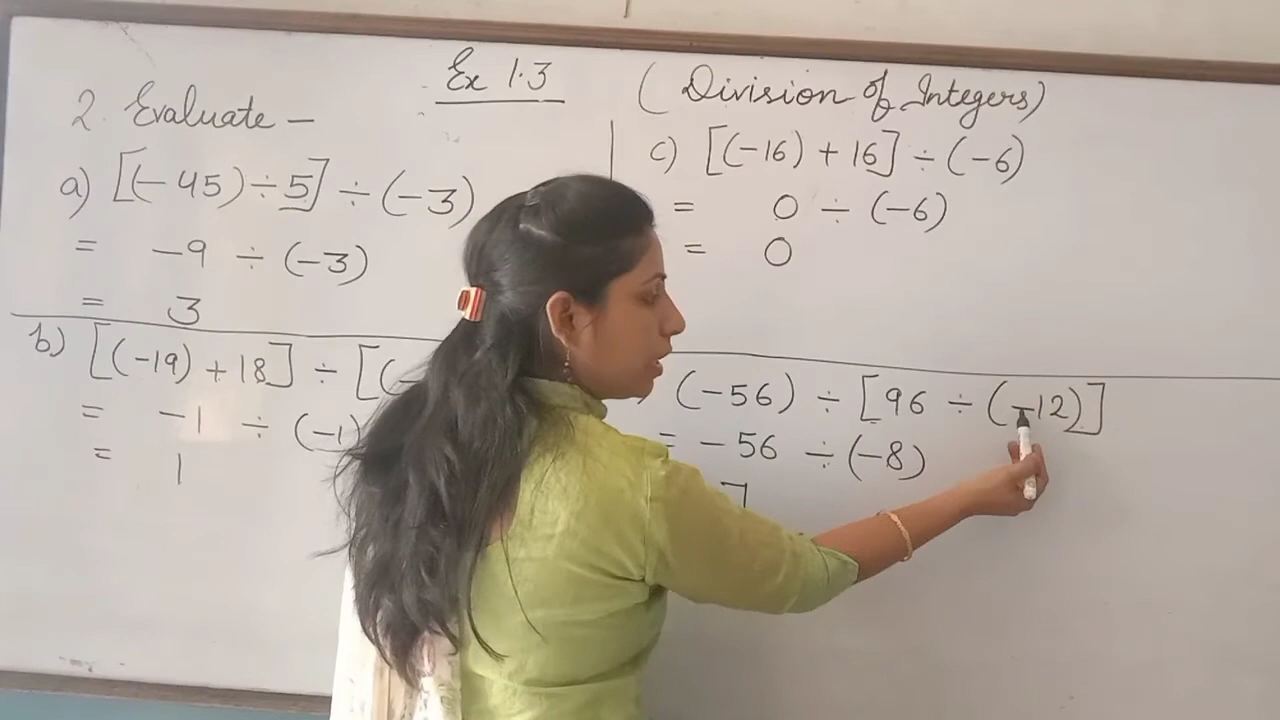 Ex 1.3
(Division of Integers)
2. Evaluate –
a) [(-45) ÷ 5] ÷ (-3)
= -9 ÷ (-3)
= 3
b) [(-19) + 18] ÷ [(-
= -1 ÷ (-1)
= 1
c) [(-16) + 16] ÷ (-6)
= 0 ÷ (-6)
= 0
) (-56) ÷ [96 ÷ (-12)]
= -56 ÷ (-8)
7